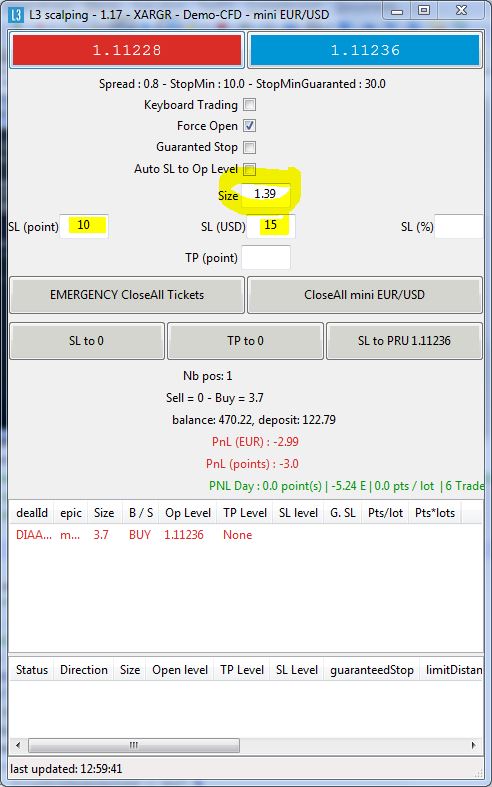 L3 scalping - 1.17 - XARGR - Demo-CFD - mini EUR/USD
1.11228 1.11236
Spread : 0.8 - StopMin : 10.0 - StopMinGuaranted : 30.0
Keyboard Trading
Force Open
Guaranted Stop
Auto SL to Op Level
Size 1.39
SL (point) 10 SL (USD) 15 SL (%)
TP (point)
EMERGENCY CloseAll Tickets CloseAll mini EUR/USD
SL to 0 TP to 0 SL to PRU 1.11236
Nb pos: 1
Sell = 0 - Buy = 3.7
balance: 470.22, deposit: 122.79
PnL (EUR) : -2.99
PnL (points) : -3.0
PNL Day : 0.0 point(s) | -5.24 E | 0.0 pts / lot | 6 Trade
dealId epic Size B / S Op Level TP Level SL level G. SL Pts/lot Pts*lots
DIAA... m... 3.7 BUY 1.11236 None
Status Direction Size Open level TP Level SL Level guaranteedStop limitDistan
last updated: 12:59:41